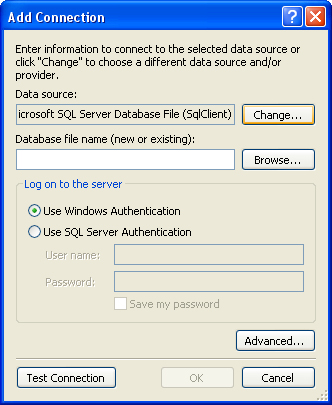 Add Connection
Enter information to connect to the selected data source or
click "Change" to choose a different data source and/or
provider.
Data source:
icrosoft SQL Server Database File (SqlClient)
Change...
Database file name (new or existing):
Browse...
Log on to the server
Use Windows Authentication
Use SQL Server Authentication
User name:
Password:
Save my password
Advanced...
Test Connection
OK
Cancel